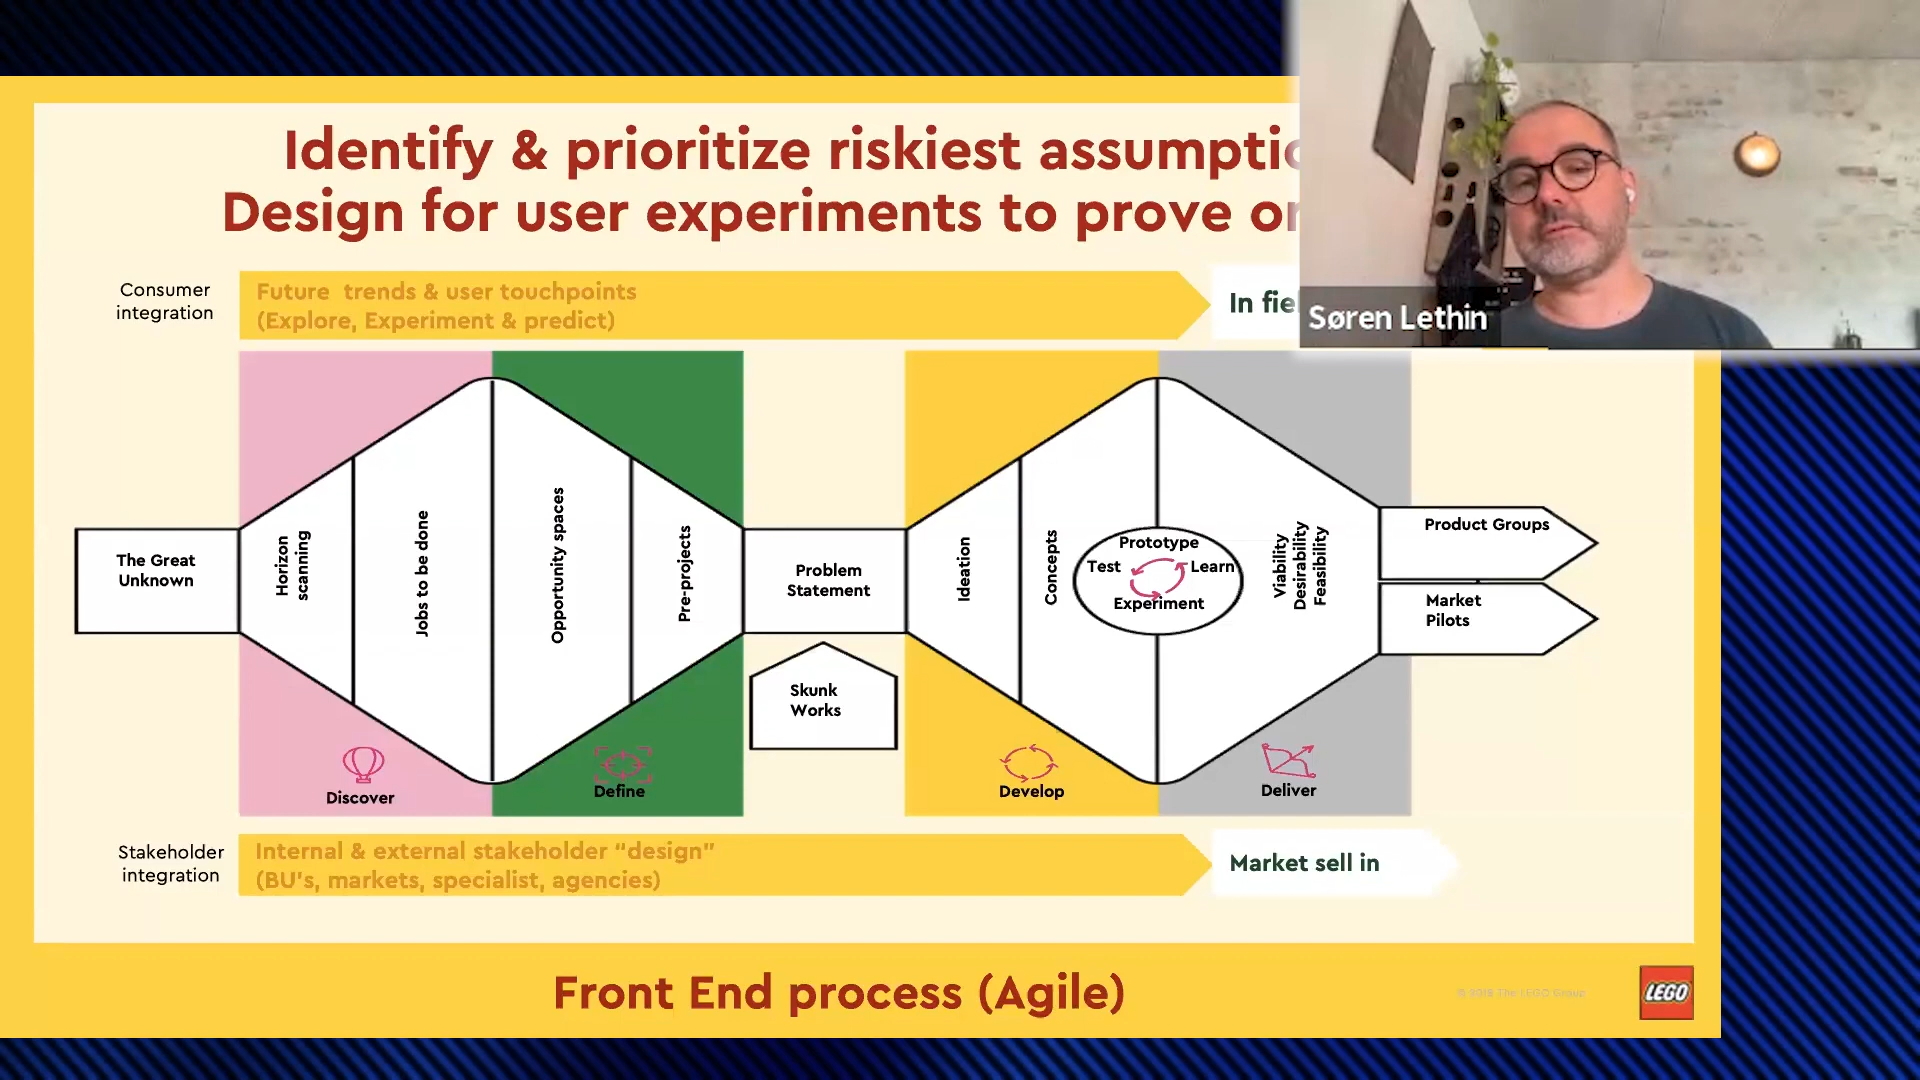 Identify & prioritize riskiest
Design for user experiments to prove
Consumer
integration
Future trends & user touchpoints
(Explore, Experiment & predict)
In
Søren Lethin
The Great
Unknown
Horizon
scanning
Jobs to be done
Opportunity spaces
Pre-projects
Problem
Statement
Skunk
Works
Ideation
Concepts
Prototype
Test
Learn
Experiment
Viability
Desirability
Feasibility
Product Groups
Market
Pilots
Discover
Define
Develop
Deliver
Stakeholder
integration
Internal & external stakeholder “design”
(BU's, markets, specialist, agencies)
Market sell in
Front End process (Agile)
The LEGO Group
LEGO